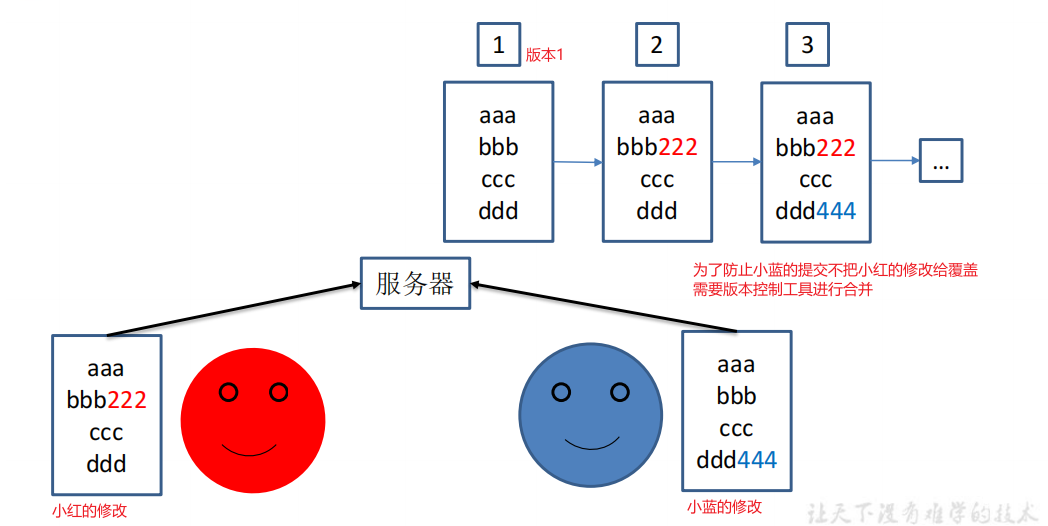 1
版本1
2
3
aaa
bbb
ccc
ddd
aaa
bbb222
ccc
ddd
aaa
bbb222
ccc
ddd444
...
为了防止小蓝的提交不把小红的修改给覆盖
需要版本控制工具进行合并
服务器
aaa
bbb222
ccc
ddd
小红的修改
aaa
bbb
ccc
ddd444
小蓝的修改
让天下没有难学的技术